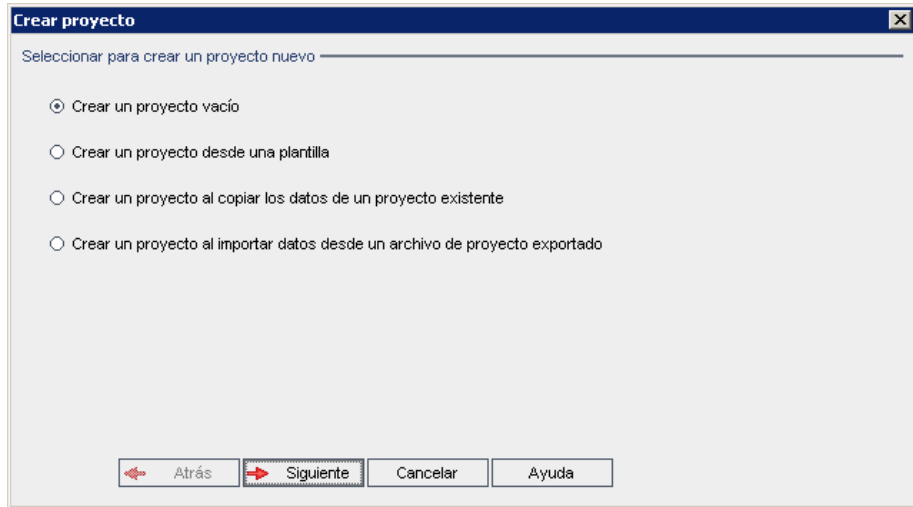 Crear proyecto
Seleccionar para crear un proyecto nuevo
Crear un proyecto vacío
Crear un proyecto desde una plantilla
Crear un proyecto al copiar los datos de un proyecto existente
Crear un proyecto al importar datos desde un archivo de proyecto exportado
Atrás Siguiente Cancelar Ayuda